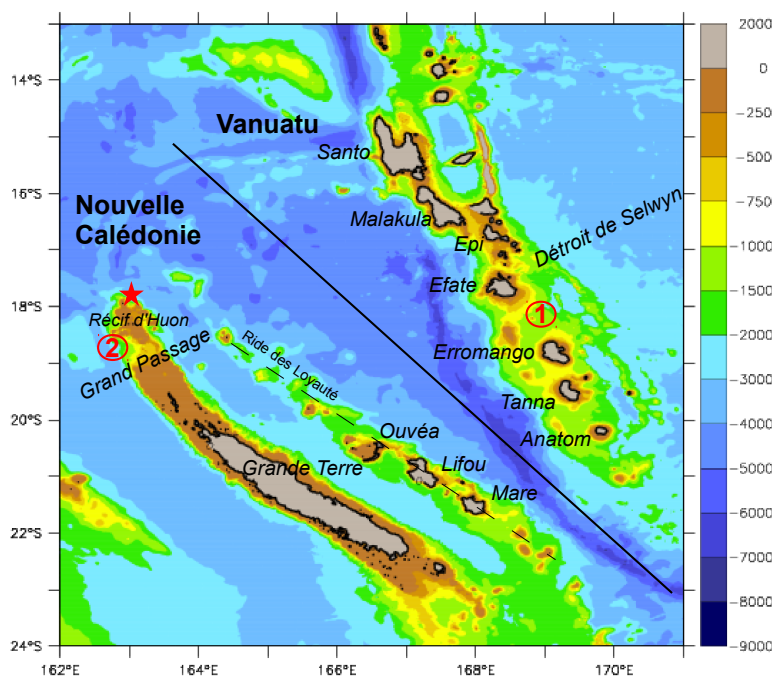 14°S
16°S
18°S
20°S
22°S
24°S
162°E
164°E
166°E
168°E
170°E
Vanuatu
Santo
Nouvelle
Calédonie
Malakula
Epi
Détroit de Selwyn
Efate
1
Récif d'Huon
2
Grand Passage
Ride des Loyauté
Erromango
Tanna
Anatom
Ouvéa
Grande Terre
Lifou
Mare
2000
0
-250
-500
-1000
-2000
-3000
-4000
-5000
-6000
-7000
-8000
-9000